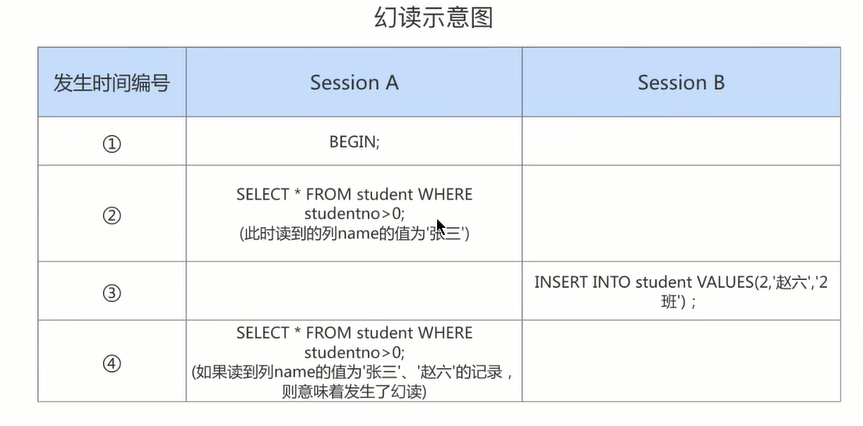 幻读示意图
发生时间编号
Session A
Session B
①
BEGIN;
②
SELECT * FROM student WHERE
studentno>0;
(此时读到的列name的值为'张三')
③
INSERT INTO student VALUES(2,'赵六','2
班')；
④
SELECT * FROM student WHERE
studentno>0;
(如果读到列name的值为'张三'、'赵六'的记录，
则意味着发生了幻读)